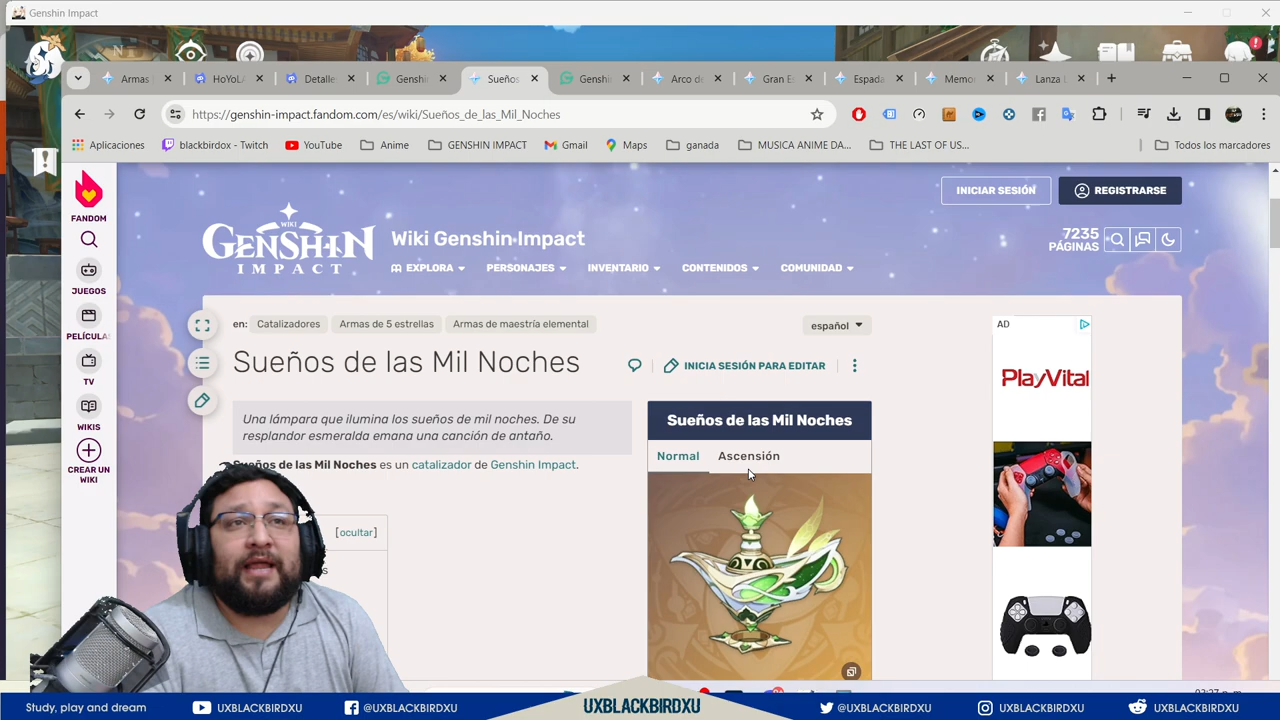 Genshin Impact
N
Armas
HoYoLA
Detalle
Genshi
Sueños
Genshi
Arco de
Gran Es
Espada
Memo
Lanza L
https://genshin-impact.fandom.com/es/wiki/Sueños_de_las_Mil_Noches
Aplicaciones
blackbirdox - Twitch
YouTube
Anime
GENSHIN IMPACT
Gmail
Maps
ganado
MUSICA ANIME DA...
THE LAST OF US...
Todos los marcadores
FANDOM
JUEGOS
PELÍCULA
TV
WIKIS
CREAR UN
WIKI
INICIAR SESIÓN
REGISTRARSE
WIKI
GENSHIN
IMPACT
Wiki Genshin Impact
7235
PÁGINAS
EXPLORA
PERSONAJES
INVENTARIO
CONTENIDOS
COMUNIDAD
en: Catalizadores Armas de 5 estrellas Armas de maestría elemental
español
AD
Sueños de las Mil Noches
INICIA SESIÓN PARA EDITAR
PlayVital
Una lámpara que ilumina los sueños de mil noches. De su
resplandor esmeralda emana una canción de antaño.
Sueños de las Mil Noches es un catalizador de Genshin Impact.
Sueños de las Mil Noches
Normal
Ascensión
[ocultar]
Study, play and dream
UXBLACKBIRDXU
@UXBLACKBIRDXU
UXBLACKBIRDXU
@UXBLACKBIRDXU
UXBLACKBIRDXU
UXBLACKBIRDXU